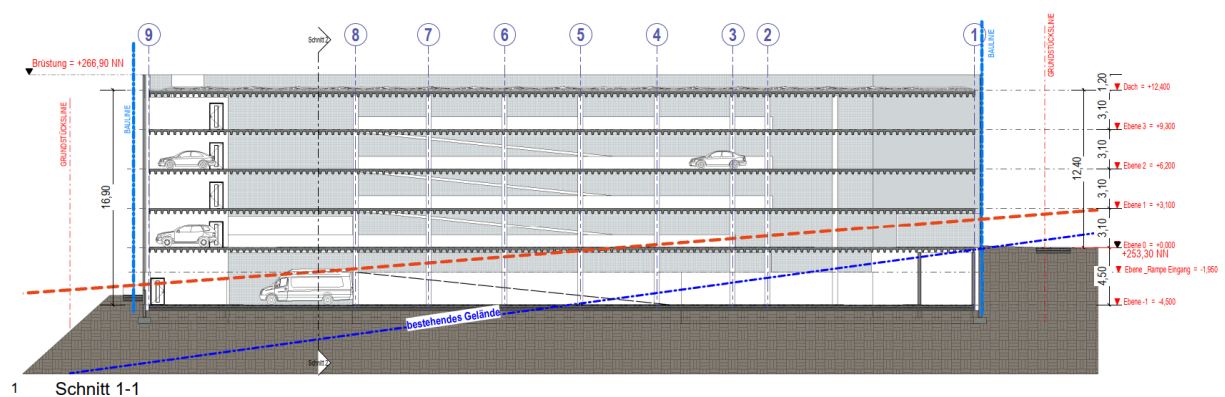 9
8
7
6
5
4
3
2
1
Schnitt 2
Brüstung = +266,90 NN
GRUNDSTÜCKSLINIE
BAULINIE
BAULINIE
GRUNDSTÜCKSLINIE
16,90
12,40
1,20
3,10
3,10
3,10
3,10
4,50
Dach = +12,400
Ebene 3 = +9,300
Ebene 2 = +6,200
Ebene 1 = +3,100
Ebene 0 = +0,000
+253,30 NN
Ebene _Rampe Eingang = -1,950
Ebene -1 = -4,500
bestehendes Gelände
Schnitt 2
1 Schnitt 1-1